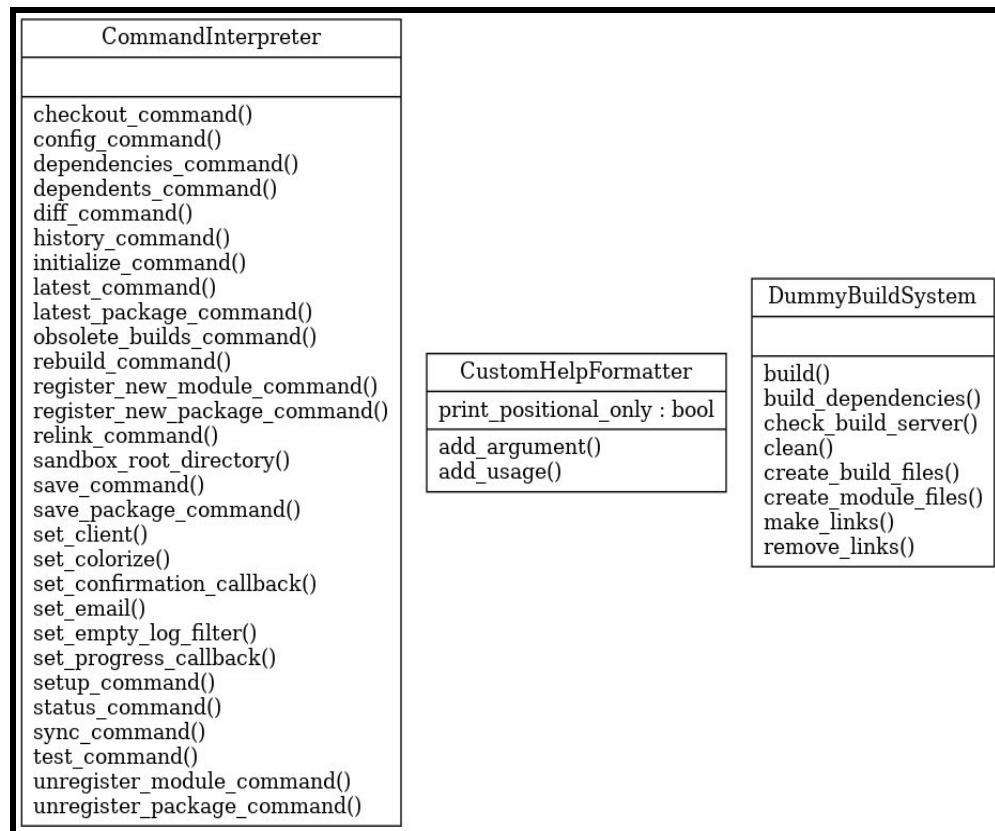 CommandInterpreter
checkout_command()
config_command()
dependencies_command()
dependents_command()
diff_command()
history_command()
initialize_command()
latest_command()
latest_package_command()
obsolete_builds_command()
rebuild_command()
register_new_module_command()
register_new_package_command()
relink_command()
sandbox_root_directory()
save_command()
save_package_command()
set_client()
set_colorize()
set_confirmation_callback()
set_email()
set_empty_log_filter()
set_progress_callback()
setup_command()
status_command()
sync_command()
test_command()
unregister_module_command()
unregister_package_command()
CustomHelpFormatter
print_positional_only : bool
add_argument()
add_usage()
DummyBuildSystem
build()
build_dependencies()
check_build_server()
clean()
create_build_files()
create_module_files()
make_links()
remove_links()